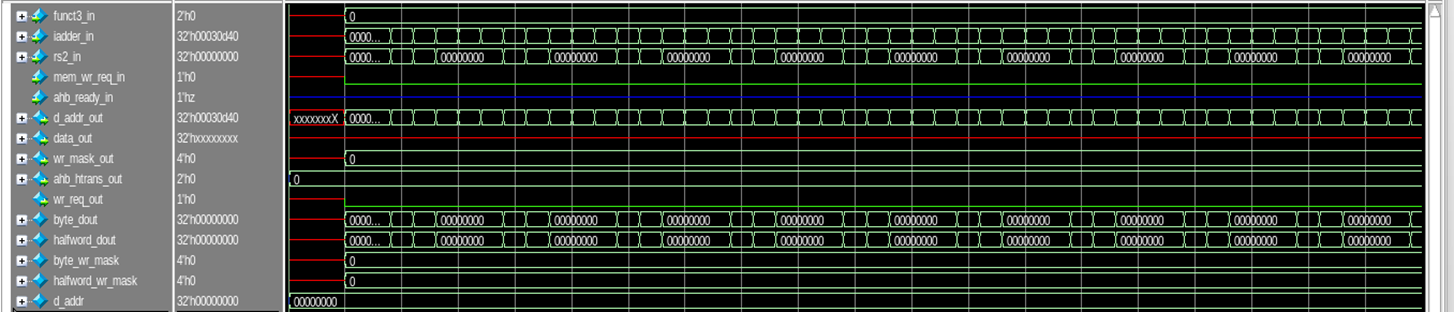 funct3_in 2'h0 0
iadder_in 32'h00030d40 0000...
rs2_in 32'h00000000 0000... 00000000 00000000 00000000 00000000 00000000 00000000 00000000 00000000 00000000
mem_wr_req_in 1'h0
ahb_ready_in 1'hz
d_addr_out 32'h00030d40 xxxxxxxX 0000...
data_out 32'hxxxxxxxx
wr_mask_out 4'h0 0
ahb_htrans_out 2'h0 0
wr_req_out 1'h0
byte_dout 32'h00000000 0000... 00000000 00000000 00000000 00000000 00000000 00000000 00000000 00000000 00000000
halfword_dout 32'h00000000 0000... 00000000 00000000 00000000 00000000 00000000 00000000 00000000 00000000 00000000
byte_wr_mask 4'h0 0
halfword_wr_mask 4'h0 0
d_addr 32'h00000000 00000000